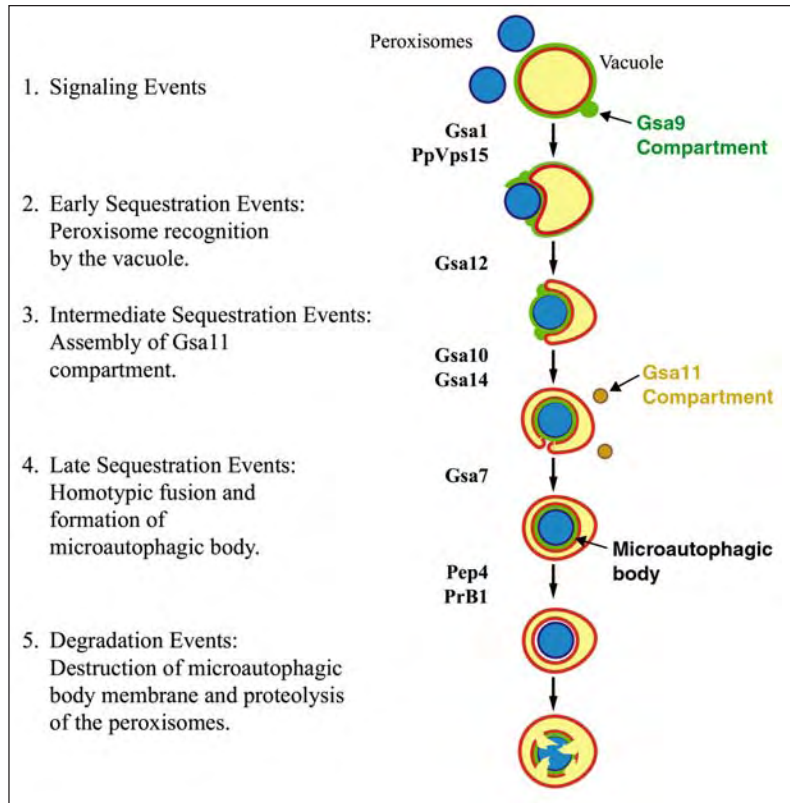 Peroxisomes
Vacuole
1. Signaling Events
Gsa9
Compartment
Gsa1
PpVps15
2. Early Sequestration Events:
Peroxisome recognition
by the vacuole.
Gsa12
3. Intermediate Sequestration Events:
Assembly of Gsa11
compartment.
Gsa10
Gsa14
Gsa11
Compartment
4. Late Sequestration Events:
Homotypic fusion and
formation of
microautophagic body.
Gsa7
Microautophagic
body
Pep4
PrB1
5. Degradation Events:
Destruction of microautophagic
body membrane and proteolysis
of the peroxisomes.